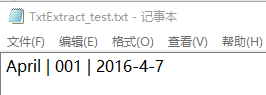 TxtExtract_test.txt - 记事本
文件(F) 编辑(E) 格式(O) 查看(V) 帮助(H)
April | 001 | 2016-4-7